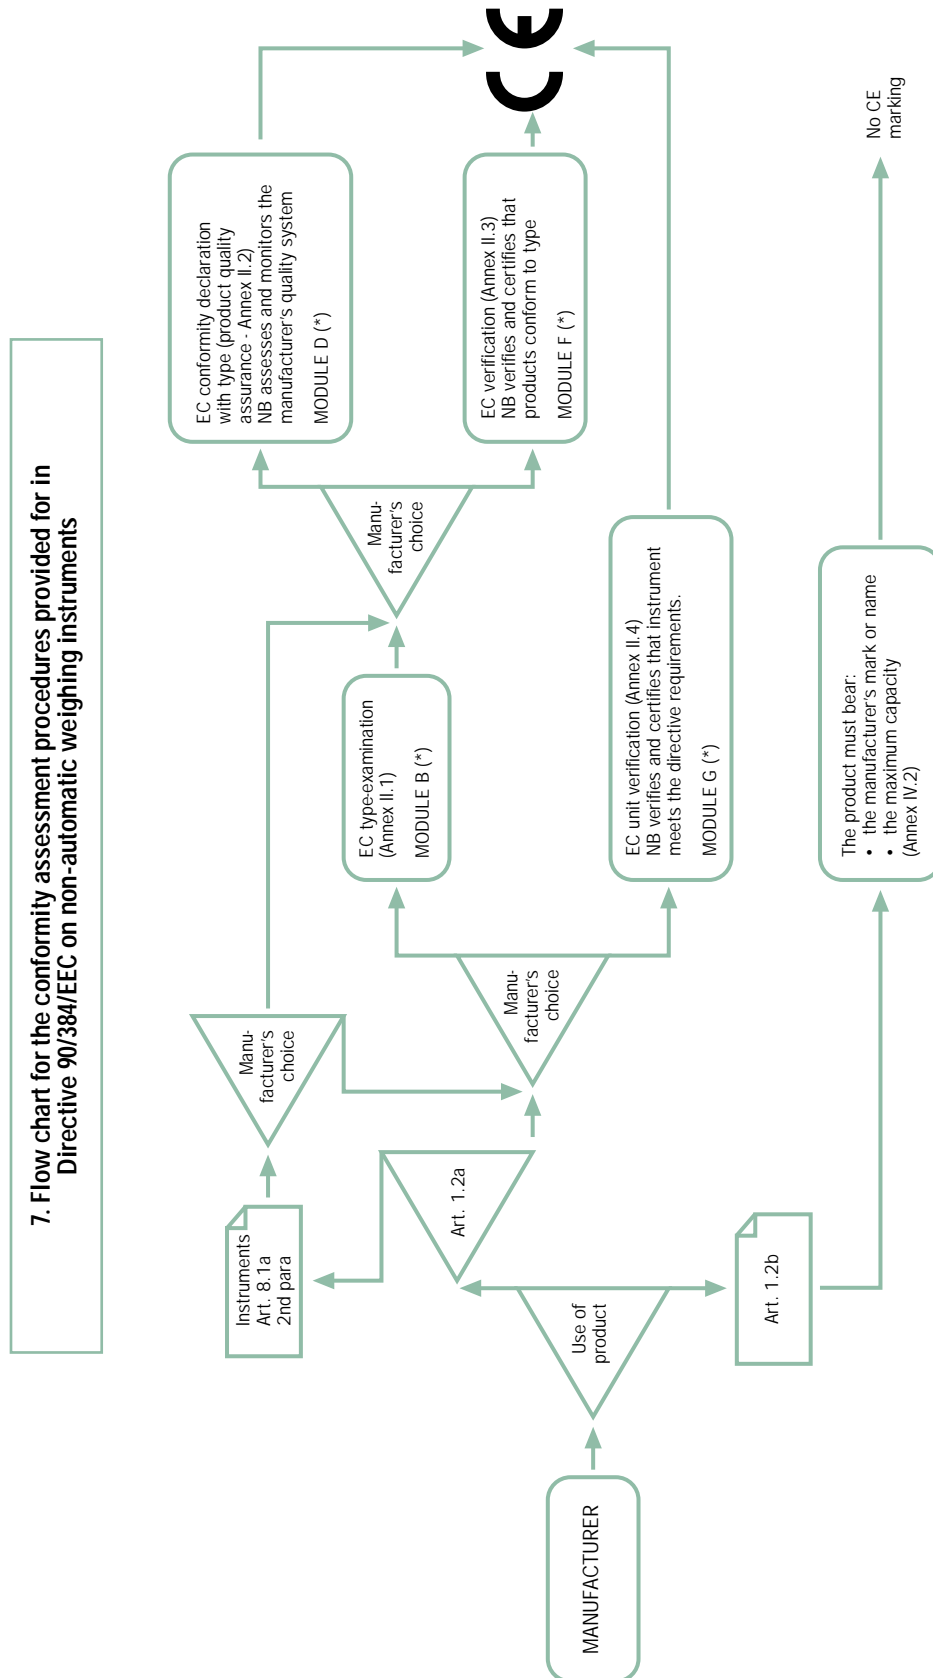 7. Flow chart for the conformity assessment procedures provided for in
Directive 90/384/EEC on non-automatic weighing instruments
MANUFACTURER
Use of
product
Art. 1.2b
Art. 1.2a
Instruments
Art. 8.1a
2nd para
Manu-
facturer's
choice
Manu-
facturer's
choice
EC type-examination
(Annex II.1)
MODULE B (*)
EC unit verification (Annex II.4)
NB verifies and certifies that instrument
meets the directive requirements.
MODULE G (*)
The product must bear:
• the manufacturer's mark or name
• the maximum capacity
(Annex IV.2)
Manu-
facturer's
choice
EC conformity declaration
with type (product quality
assurance - Annex II.2)
NB assesses and monitors the
manufacturer's quality system
MODULE D (*)
EC verification (Annex II.3)
NB verifies and certifies that
products conform to type
MODULE F (*)
CE
No CE
marking